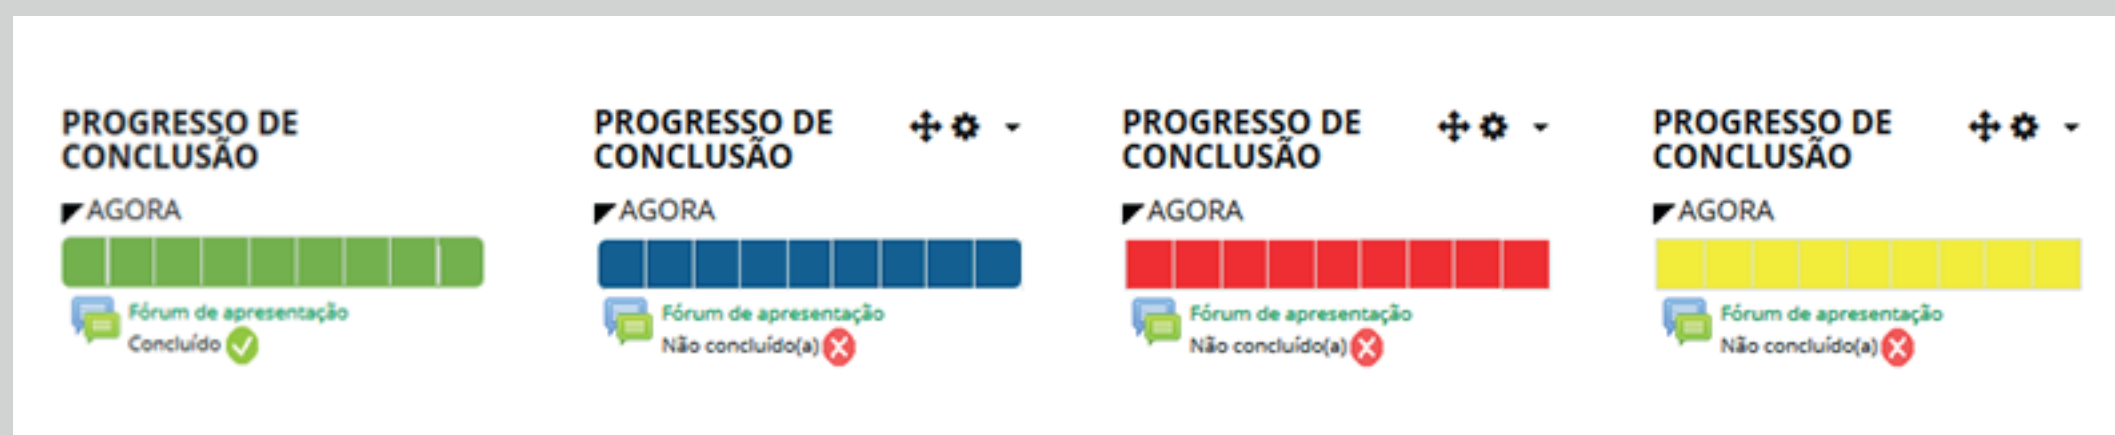 PROGRESSO DE
CONCLUSÃO
AGORA
Fórum de apresentação
Concluído
PROGRESSO DE
CONCLUSÃO
AGORA
Fórum de apresentação
Não concluído(a)
PROGRESSO DE
CONCLUSÃO
AGORA
Fórum de apresentação
Não concluído(a)
PROGRESSO DE
CONCLUSÃO
AGORA
Fórum de apresentação
Não concluído(a)